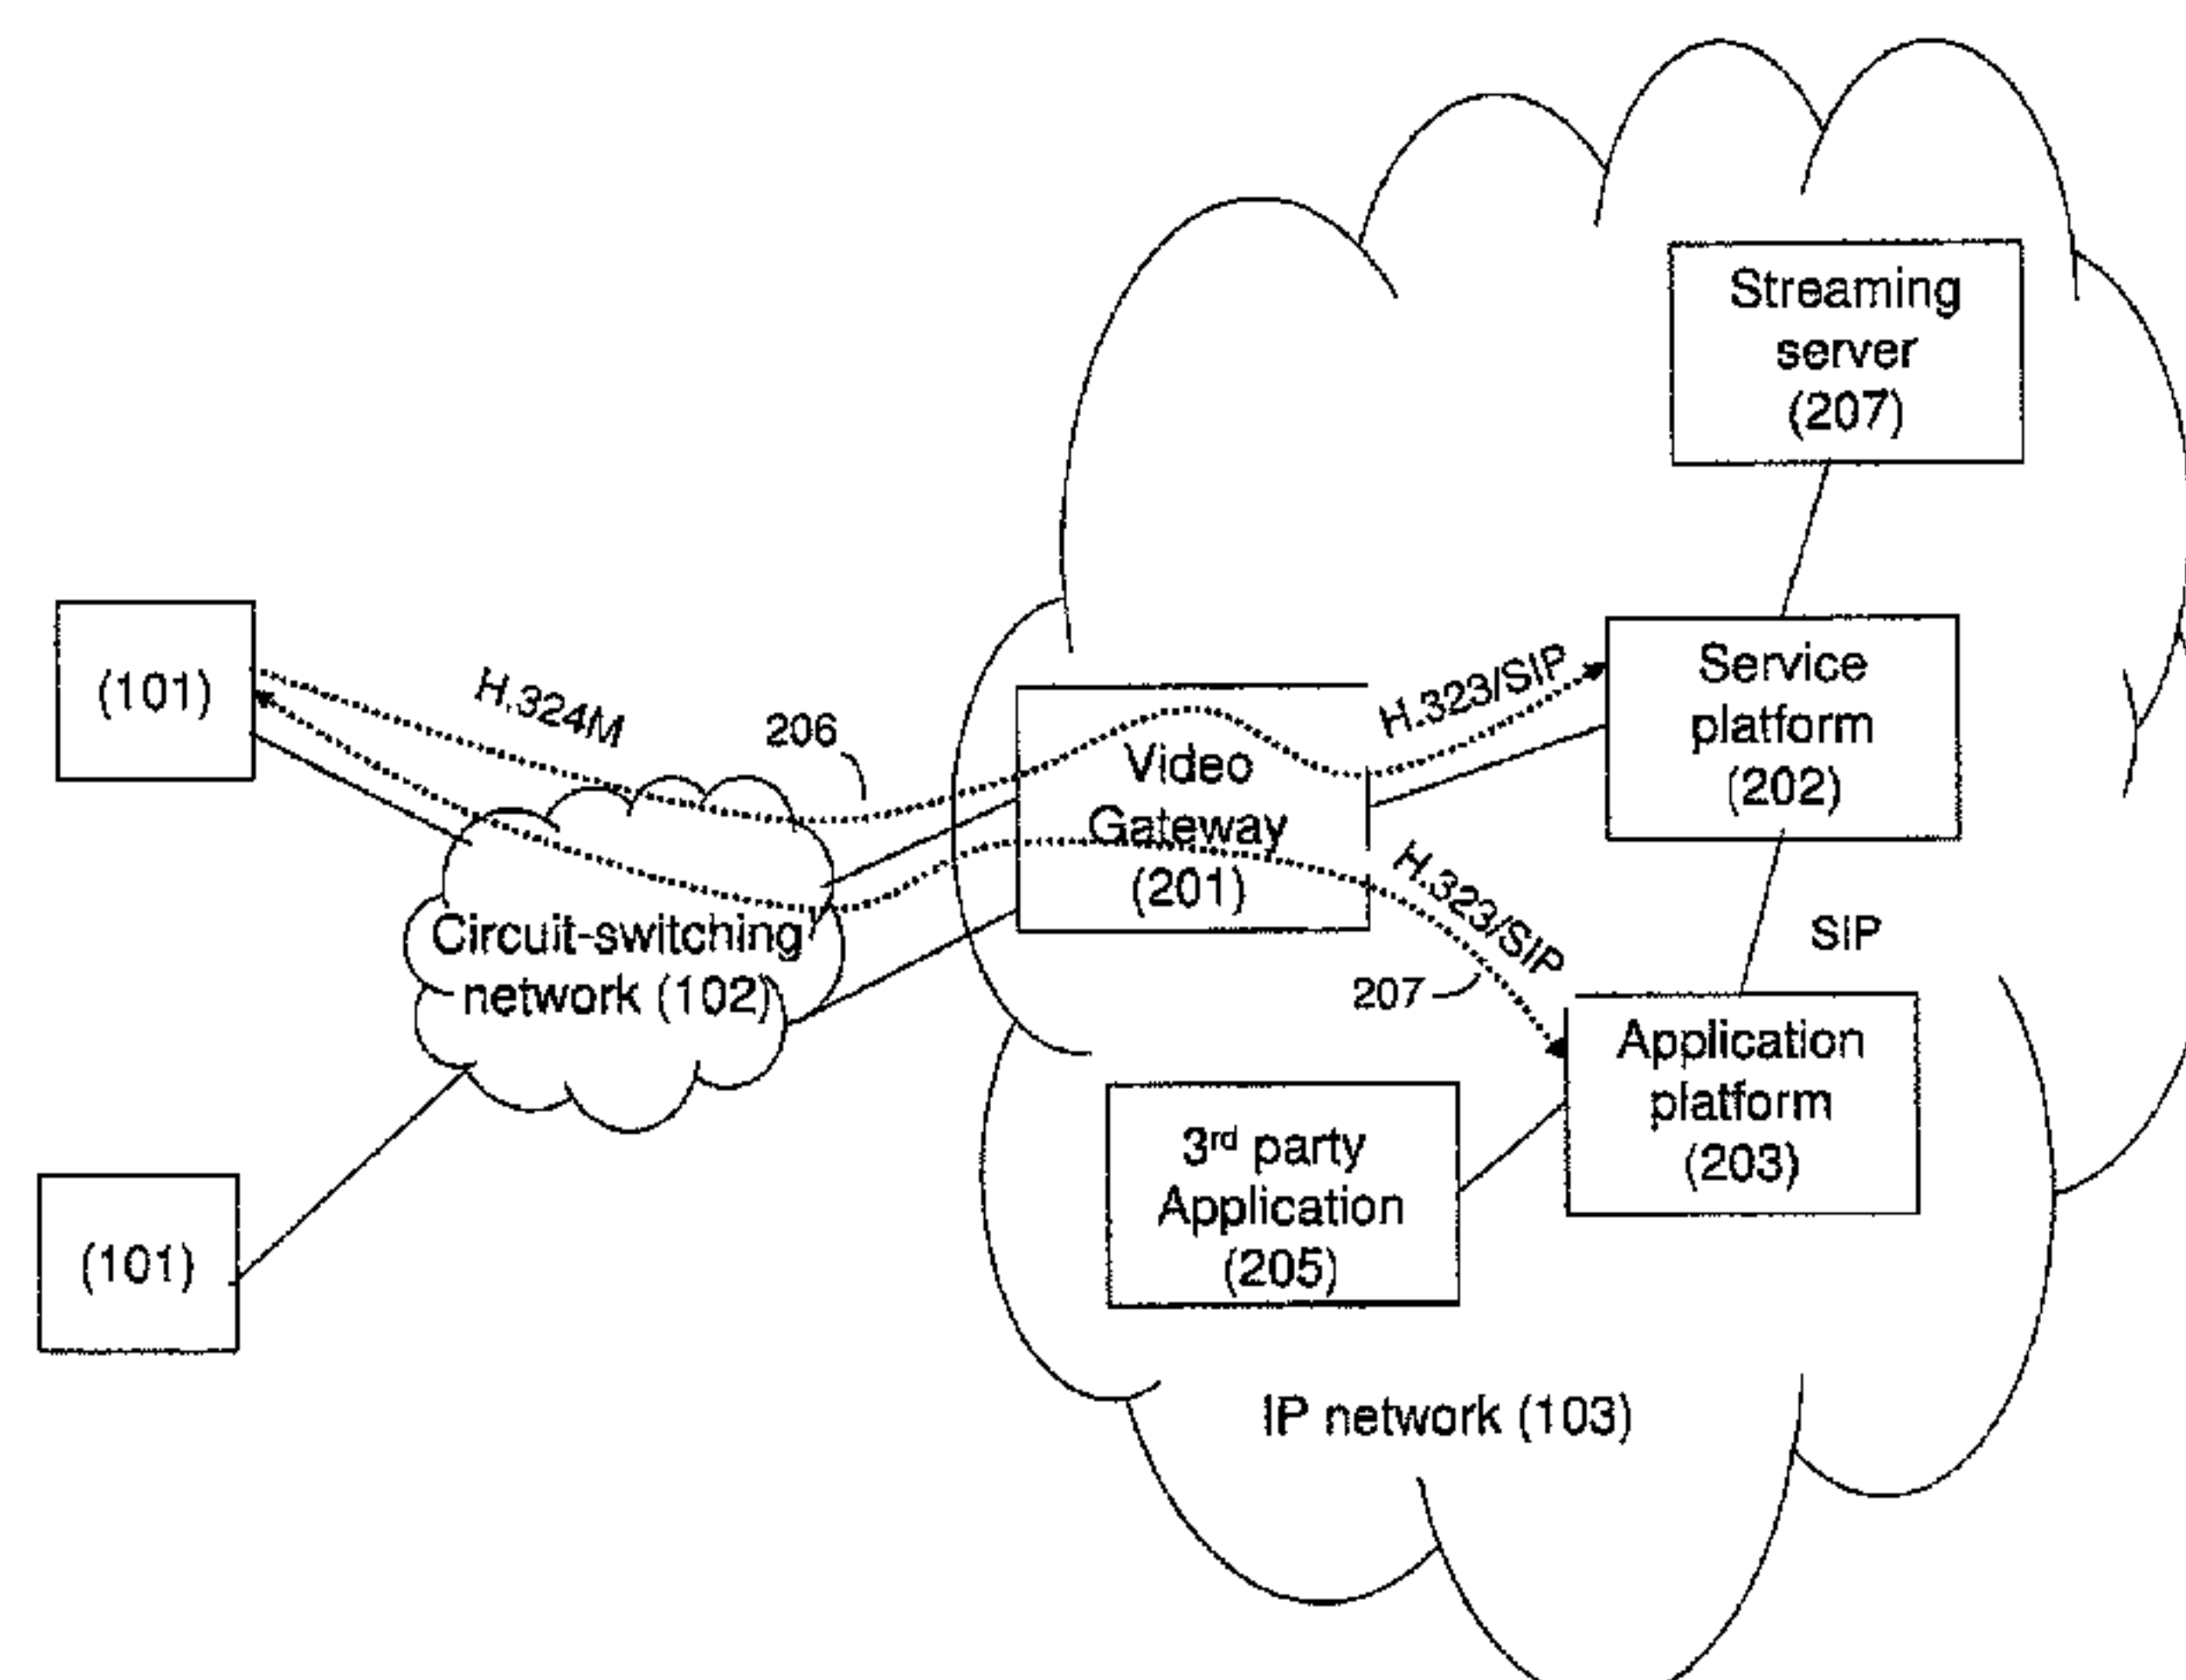 Streaming
server
(207)
(101)
H.324M
206
H.323/SIP
Service
platform
(202)
Video
Gateway
(201)
H.323/SIP
207
SIP
Circuit-switching
network (102)
Application
platform
(203)
3rd party
Application
(205)
(101)
IP network (103)